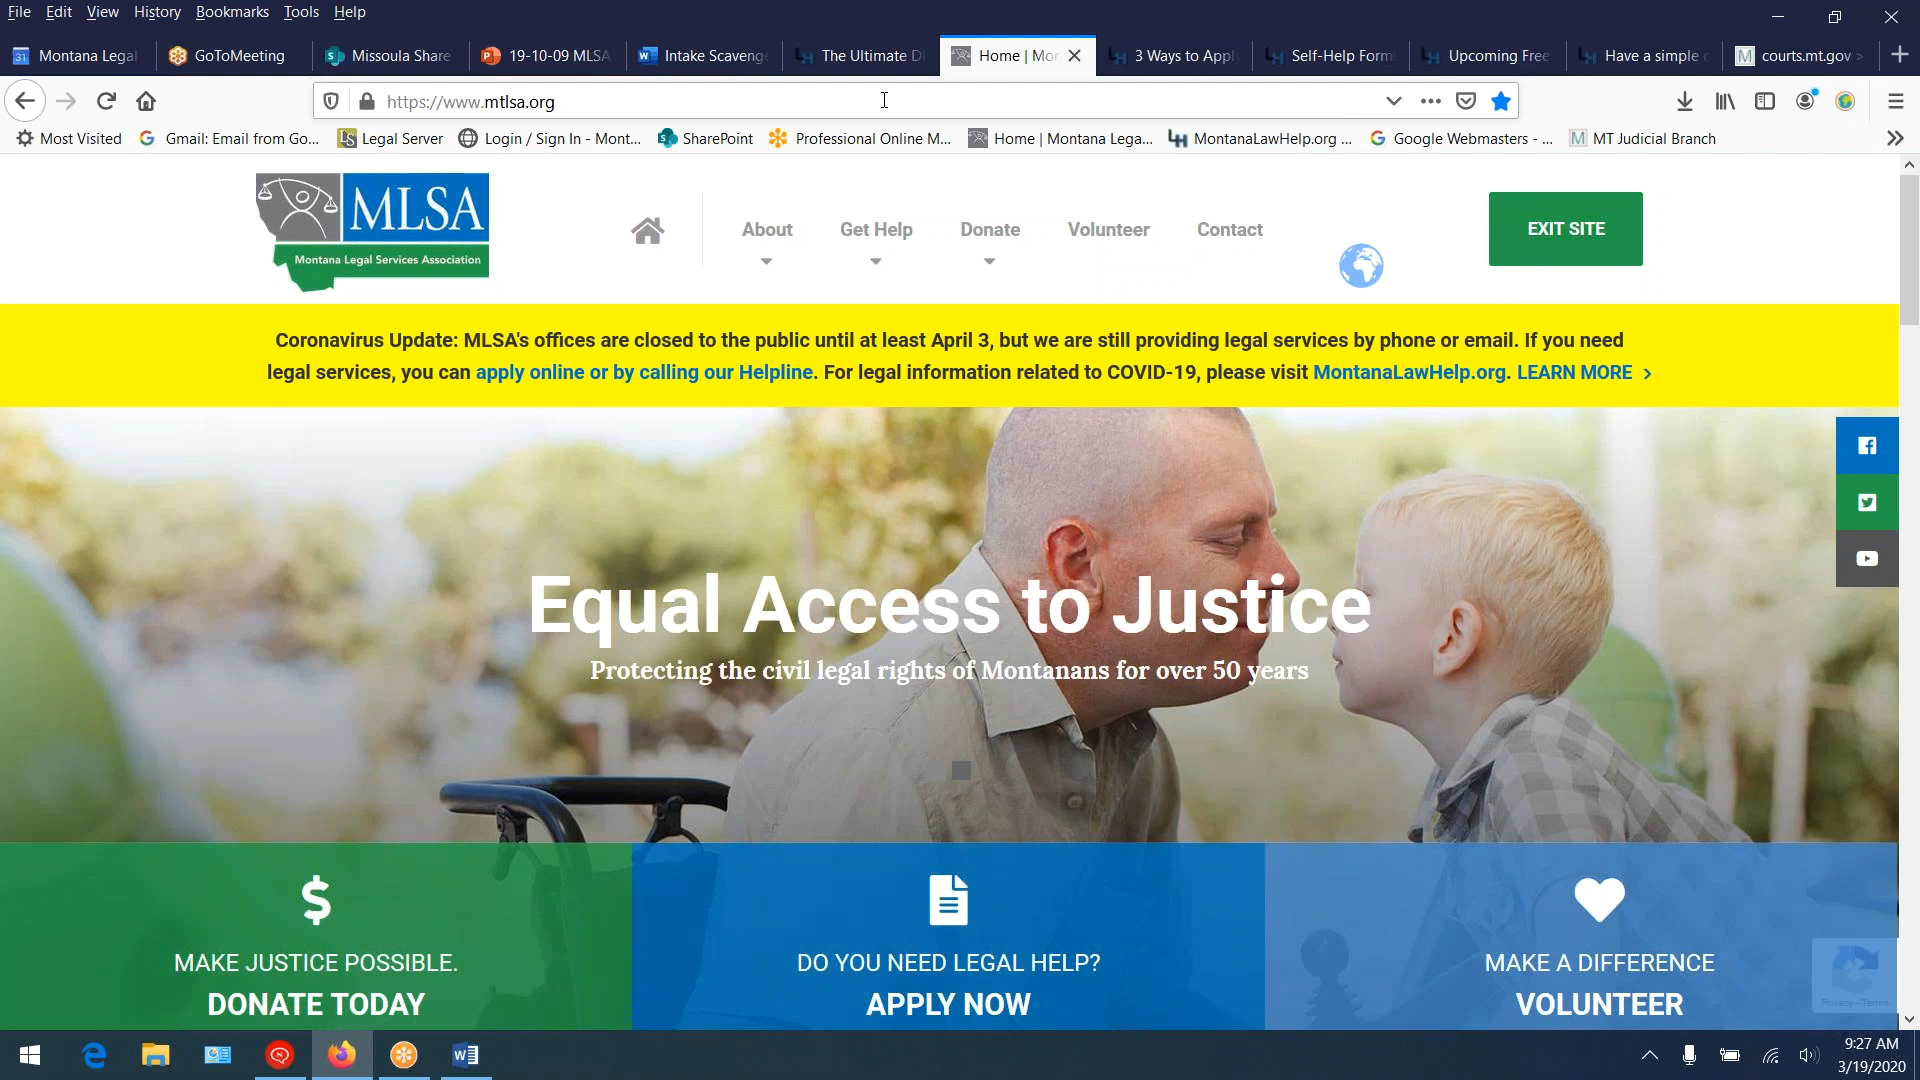 File Edit View History Bookmarks Tools Help
Montana Legal
GoToMeeting
Missoula Share
19-10-09 MLSA
Intake Scavenge
The Ultimate D
Home | Mon
3 Ways to Apply
Self-Help Form
Upcoming Free
Have a simple c
courts.mt.gov >
https://www.mtlsa.org
Most Visited
Gmail: Email from Go...
Legal Server
Login / Sign In - Mont...
SharePoint
Professional Online M...
Home | Montana Lega...
MontanaLawHelp.org ...
Google Webmasters - ...
MT Judicial Branch
MLSA
Montana Legal Services Association
About Get Help Donate Volunteer Contact
EXIT SITE
Coronavirus Update: MLSA's offices are closed to the public until at least April 3, but we are still providing legal services by phone or email. If you need
legal services, you can apply online or by calling our Helpline. For legal information related to COVID-19, please visit MontanaLawHelp.org. LEARN MORE >
Equal Access to Justice
Protecting the civil legal rights of Montanans for over 50 years
MAKE JUSTICE POSSIBLE.
DONATE TODAY
DO YOU NEED LEGAL HELP?
APPLY NOW
MAKE A DIFFERENCE
VOLUNTEER
Privacy - Terms
9:27 AM
3/19/2020